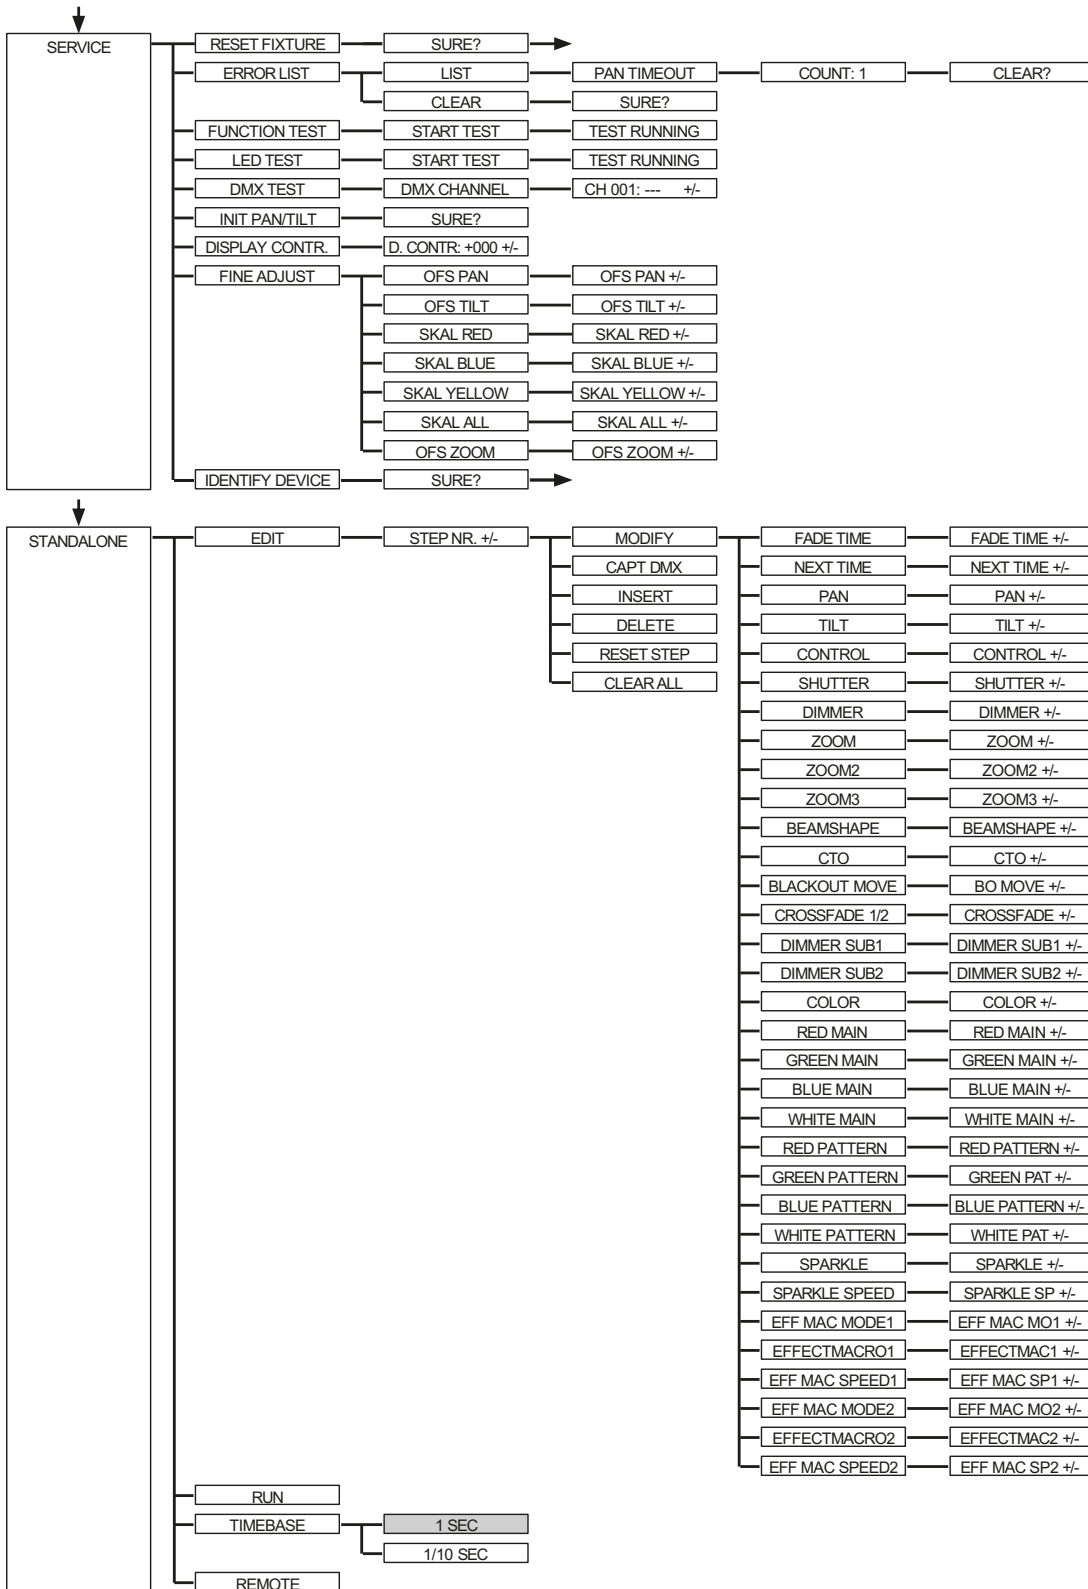 SERVICE RESET FIXTURE SURE?
ERROR LIST LIST PAN TIMEOUT COUNT: 1 CLEAR?
CLEAR SURE?
FUNCTION TEST START TEST TEST RUNNING
LED TEST START TEST TEST RUNNING
DMX TEST DMX CHANNEL CH 001: --- +/-
INIT PAN/TILT SURE?
DISPLAY CONTR. D. CONTR: +000 +/-
FINE ADJUST OFS PAN OFS PAN +/-
OFS TILT OFS TILT +/-
SKAL RED SKAL RED +/-
SKAL BLUE SKAL BLUE +/-
SKAL YELLOW SKAL YELLOW +/-
SKAL ALL SKAL ALL +/-
OFS ZOOM OFS ZOOM +/-
IDENTIFY DEVICE SURE?
STANDALONE EDIT STEP NR. +/- MODIFY FADE TIME FADE TIME +/-
CAPT DMX NEXT TIME NEXT TIME +/-
INSERT PAN PAN +/-
DELETE TILT TILT +/-
RESET STEP CONTROL CONTROL +/-
CLEAR ALL SHUTTER SHUTTER +/-
DIMMER DIMMER +/-
ZOOM ZOOM +/-
ZOOM2 ZOOM2 +/-
ZOOM3 ZOOM3 +/-
BEAMSHAPE BEAMSHAPE +/-
CTO CTO +/-
BLACKOUT MOVE BO MOVE +/-
CROSSFADE 1/2 CROSSFADE +/-
DIMMER SUB1 DIMMER SUB1 +/-
DIMMER SUB2 DIMMER SUB2 +/-
COLOR COLOR +/-
RED MAIN RED MAIN +/-
GREEN MAIN GREEN MAIN +/-
BLUE MAIN BLUE MAIN +/-
WHITE MAIN WHITE MAIN +/-
RED PATTERN RED PATTERN +/-
GREEN PATTERN GREEN PAT +/-
BLUE PATTERN BLUE PATTERN +/-
WHITE PATTERN WHITE PAT +/-
SPARKLE SPARKLE +/-
SPARKLE SPEED SPARKLE SP +/-
EFF MAC MODE1 EFF MAC MO1 +/-
EFFECTMACRO1 EFFECTMAC1 +/-
EFF MAC SPEED1 EFF MAC SP1 +/-
EFF MAC MODE2 EFF MAC MO2 +/-
EFFECTMACRO2 EFFECTMAC2 +/-
EFF MAC SPEED2 EFF MAC SP2 +/-
RUN
TIMEBASE 1 SEC
1/10 SEC
REMOTE